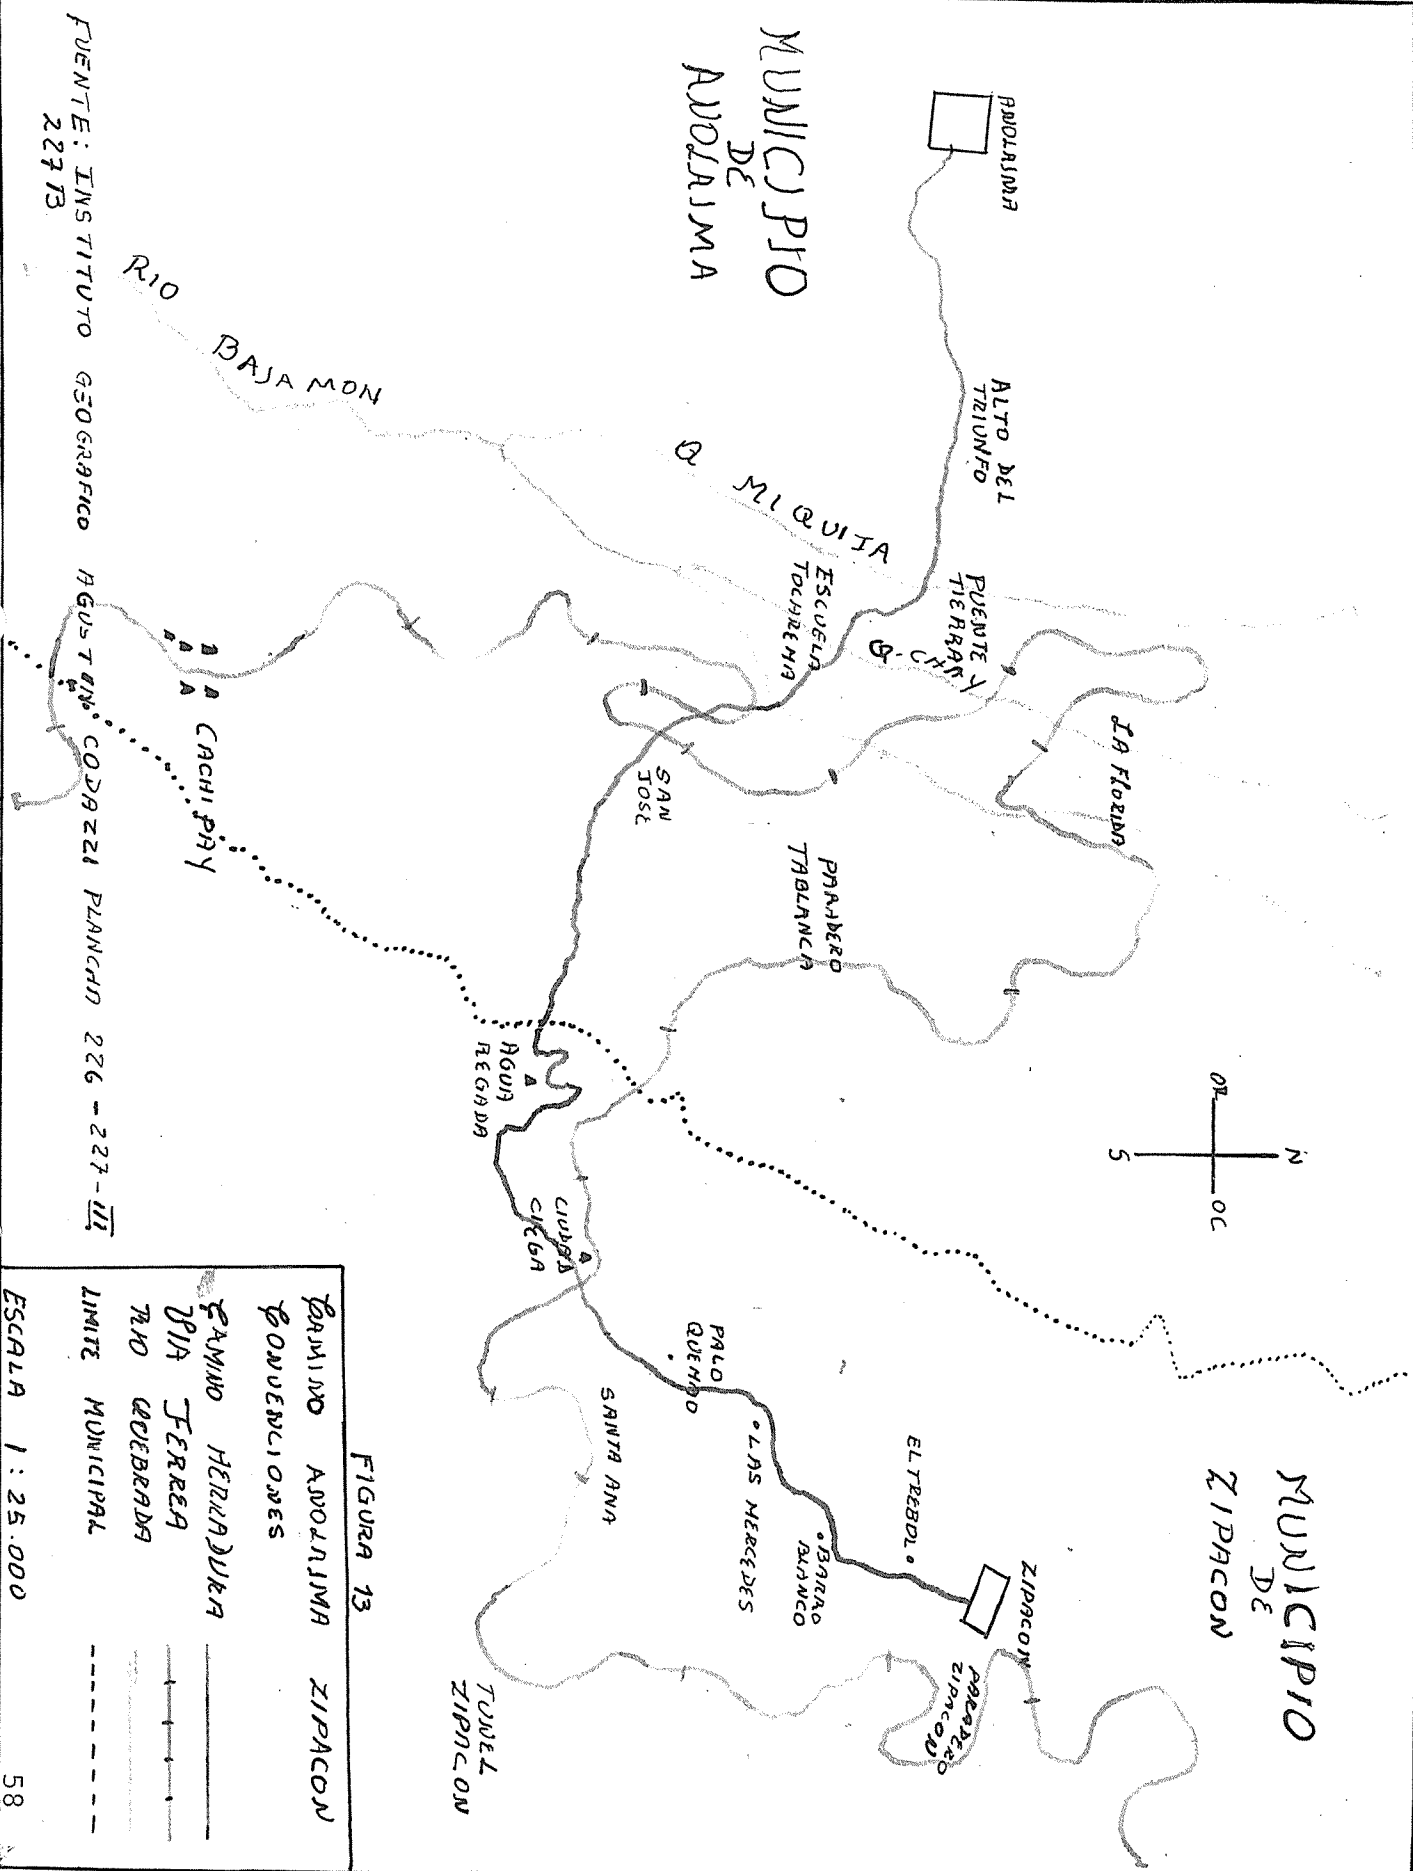 MUNICIPIO
DE
ANOLAIMA
ANOLAIMA
ALTO DEL
TRIUNFO
RIO
BAJAMON
Q MIQUIJA
ESCUELA
TOCAREMA
PUENTE
TIERRA
Q. CHARY
LA FLORIDA
SAN
JOSE
PARADERO
TABLANCA
CACHIPAY
AGUA
REGADA
CIUDAD
CIEGA
OR
N
OC
S
PALO
QUEMADO
SANTA ANA
LAS MERCEDES
BARRO
BLANCO
EL TREBOL
ZIPACON
MUNICIPIO
DE
ZIPACON
PARADERO
ZIPACON
TUNEL
ZIPACON
FUENTE: INSTITUTO GEOGRAFICO AGUSTIN CODAZZI PLANCHA 226-227-III
227 B
FIGURA 13
CAMINO ANOLAIMA ZIPACON
CONVENCIONES
CAMINO HERRADURA
VIA FERREA
RIO QUEBRADA
LIMITE MUNICIPAL
ESCALA 1:25.000
58